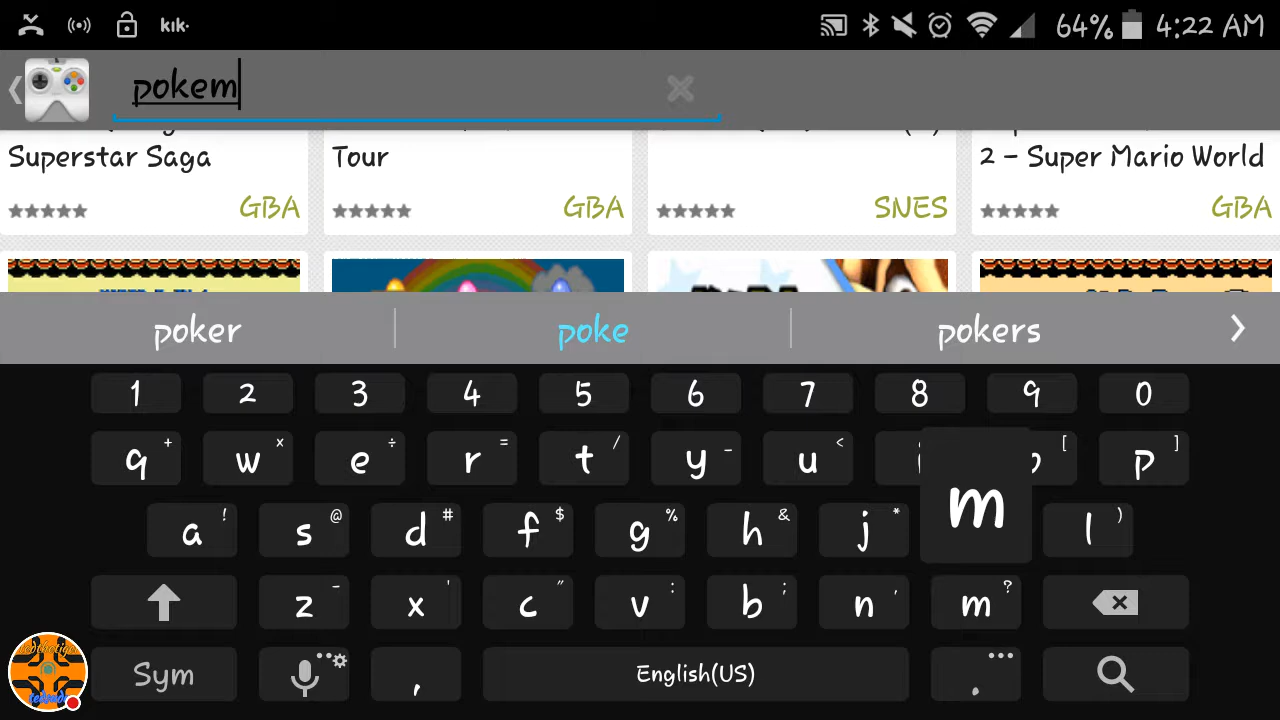 kik. 64% 4:22 AM
pokem
Superstar Saga Tour 2 - Super Mario World
GBA GBA SNES GBA
poker poke pokers
1 2 3 4 5 6 7 8 9 0
q + w × e ÷ r = t / y - u < [ p ]
a ! s @ d # f $ g % h & j * m l )
z - x ' c " v : b ; n , m ?
Sym , English(US) .